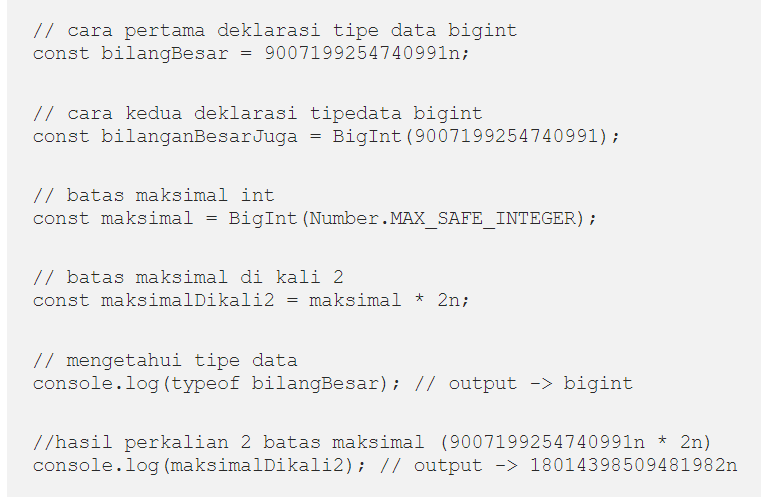 // cara pertama deklarasi tipe data bigint
const bilangBesar = 9007199254740991n;
// cara kedua deklarasi tipedata bigint
const bilanganBesarJuga = BigInt(9007199254740991);
// batas maksimal int
const maksimal = BigInt(Number.MAX_SAFE_INTEGER);
// batas maksimal di kali 2
const maksimalDikali2 = maksimal * 2n;
// mengetahui tipe data
console.log(typeof bilangBesar); // output -> bigint
//hasil perkalian 2 batas maksimal (9007199254740991n * 2n)
console.log(maksimalDikali2); // output -> 18014398509481982n